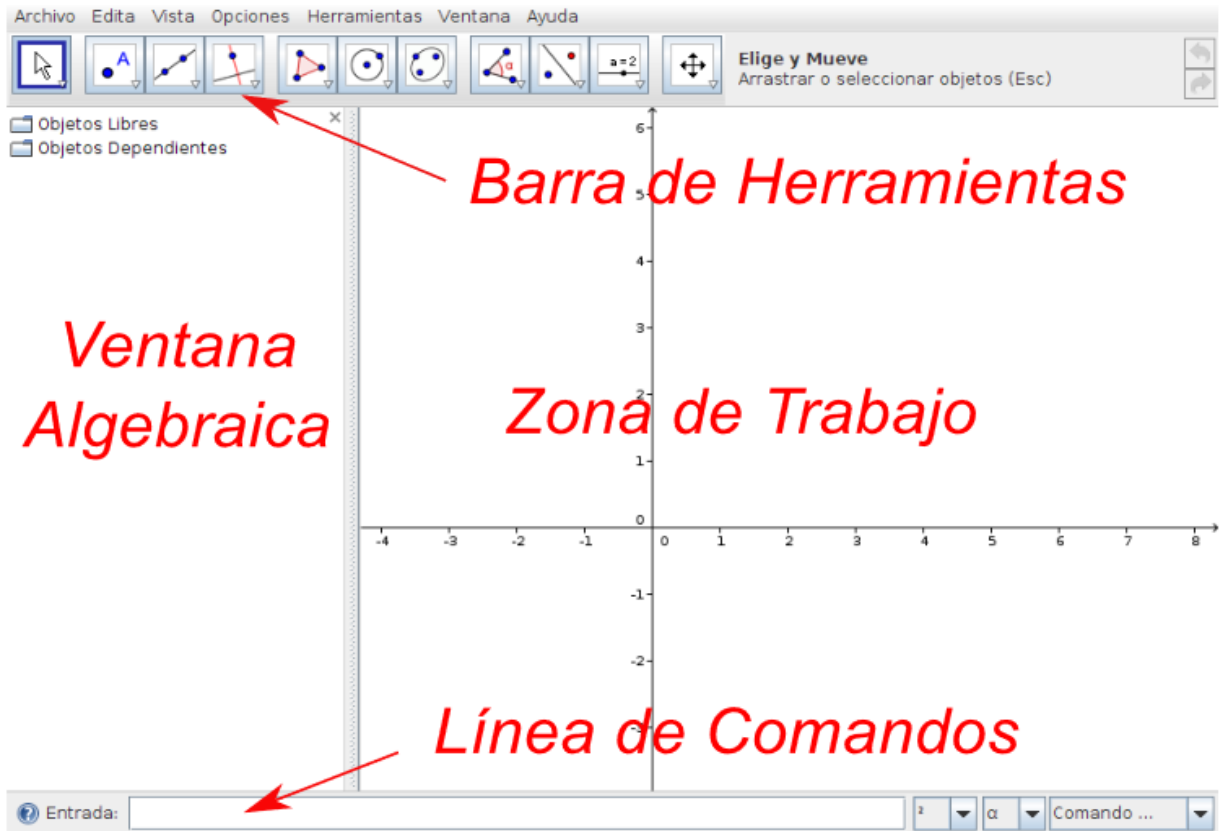 Archivo Edita Vista Opciones Herramientas Ventana Ayuda
A
α
a=2
Elige y Mueve
Arrastrar o seleccionar objetos (Esc)
Objetos Libres
Objetos Dependientes
Barra de Herramientas
Ventana
Algebraica
Zona de Trabajo
6
5
4
3
2
1
0
-4 -3 -2 -1 0 1 2 3 4 5 6 7 8
-1
-2
-3
Línea de Comandos
Entrada:
²
α
Comando ...